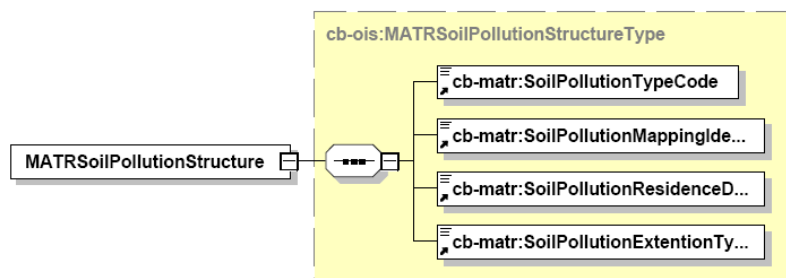 cb-ois:MATRSoilPollutionStructureType
cb-matr:SoilPollutionTypeCode
cb-matr:SoilPollutionMappingIde...
MATRSoilPollutionStructure
cb-matr:SoilPollutionResidenceD...
cb-matr:SoilPollutionExtentionTy...